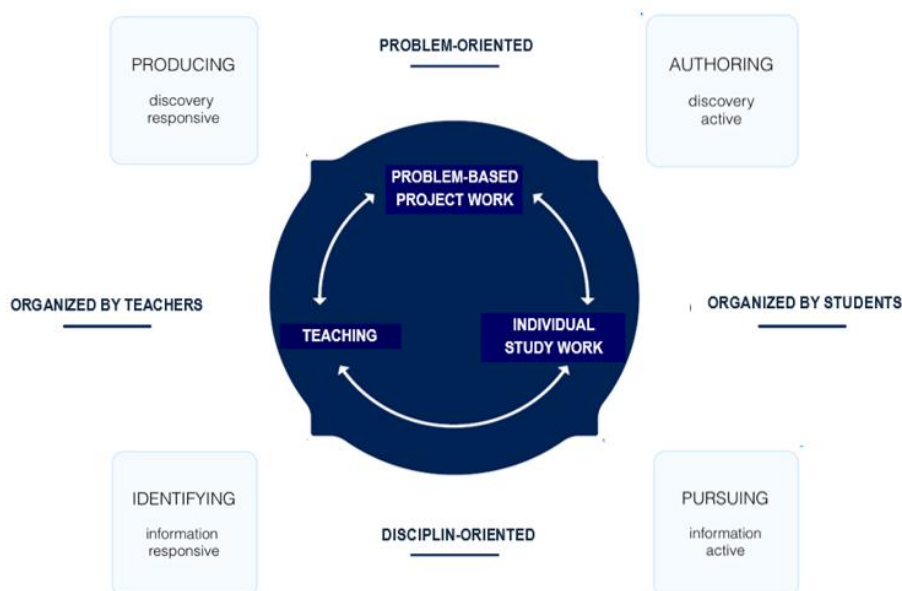 PROBLEM-ORIENTED
PRODUCING
discovery
responsive
AUTHORING
discovery
active
PROBLEM-BASED
PROJECT WORK
ORGANIZED BY TEACHERS
ORGANIZED BY STUDENTS
TEACHING
INDIVIDUAL
STUDY WORK
IDENTIFYING
information
responsive
DISCIPLIN-ORIENTED
PURSUING
information
active